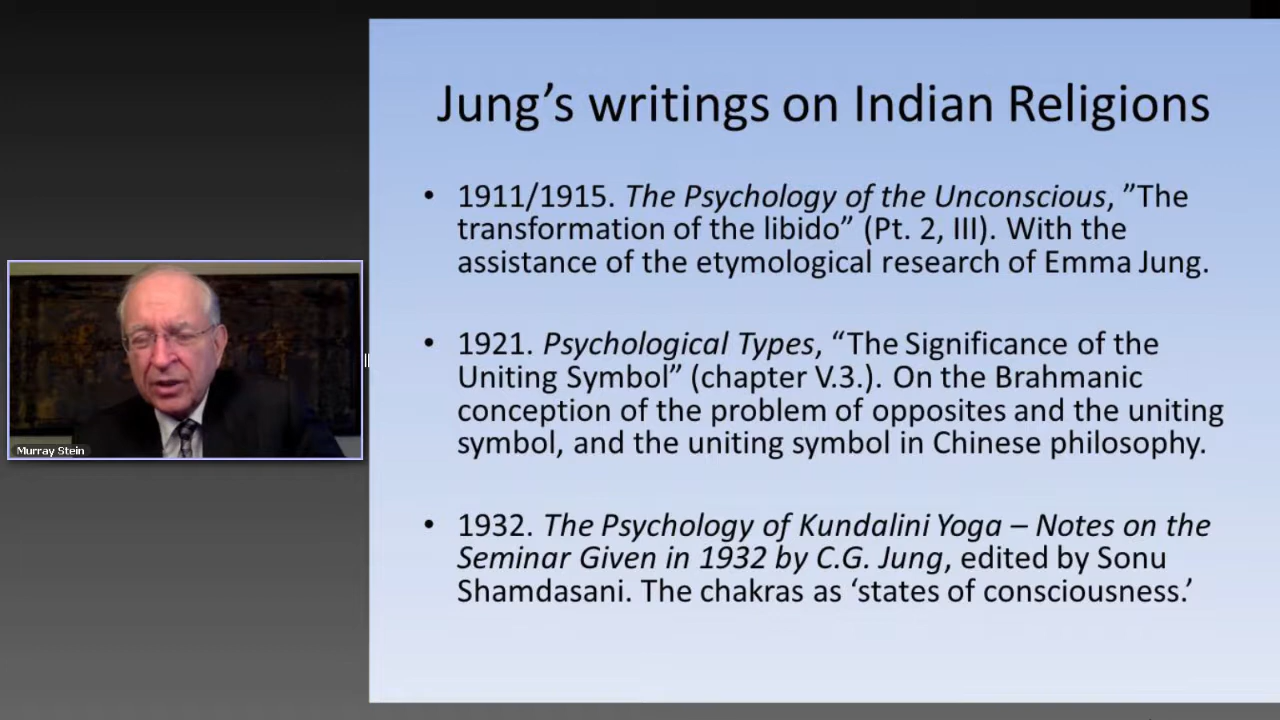 Jung’s writings on Indian Religions
• 1911/1915. The Psychology of the Unconscious, ”The
transformation of the libido” (Pt. 2, III). With the
assistance of the etymological research of Emma Jung.
• 1921. Psychological Types, “The Significance of the
Uniting Symbol” (chapter V.3.). On the Brahmanic
conception of the problem of opposites and the uniting
symbol, and the uniting symbol in Chinese philosophy.
• 1932. The Psychology of Kundalini Yoga – Notes on the
Seminar Given in 1932 by C.G. Jung, edited by Sonu
Shamdasani. The chakras as ‘states of consciousness.’
Murray Stein